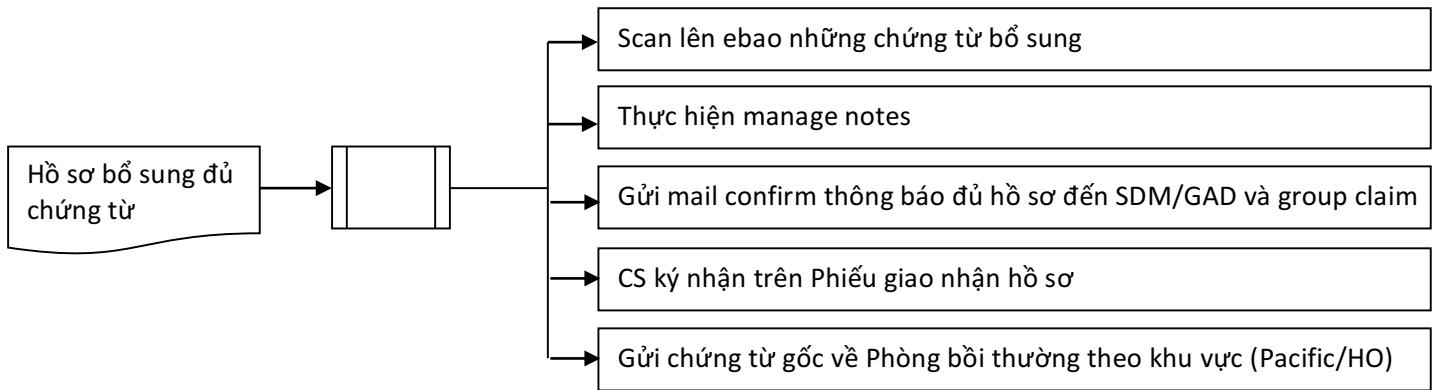 Hồ sơ bổ sung đủ
chứng từ
Scan lên ebao những chứng từ bổ sung
Thực hiện manage notes
Gửi mail confirm thông báo đủ hồ sơ đến SDM/GAD và group claim
CS ký nhận trên Phiếu giao nhận hồ sơ
Gửi chứng từ gốc về Phòng bồi thường theo khu vực (Pacific/HO)